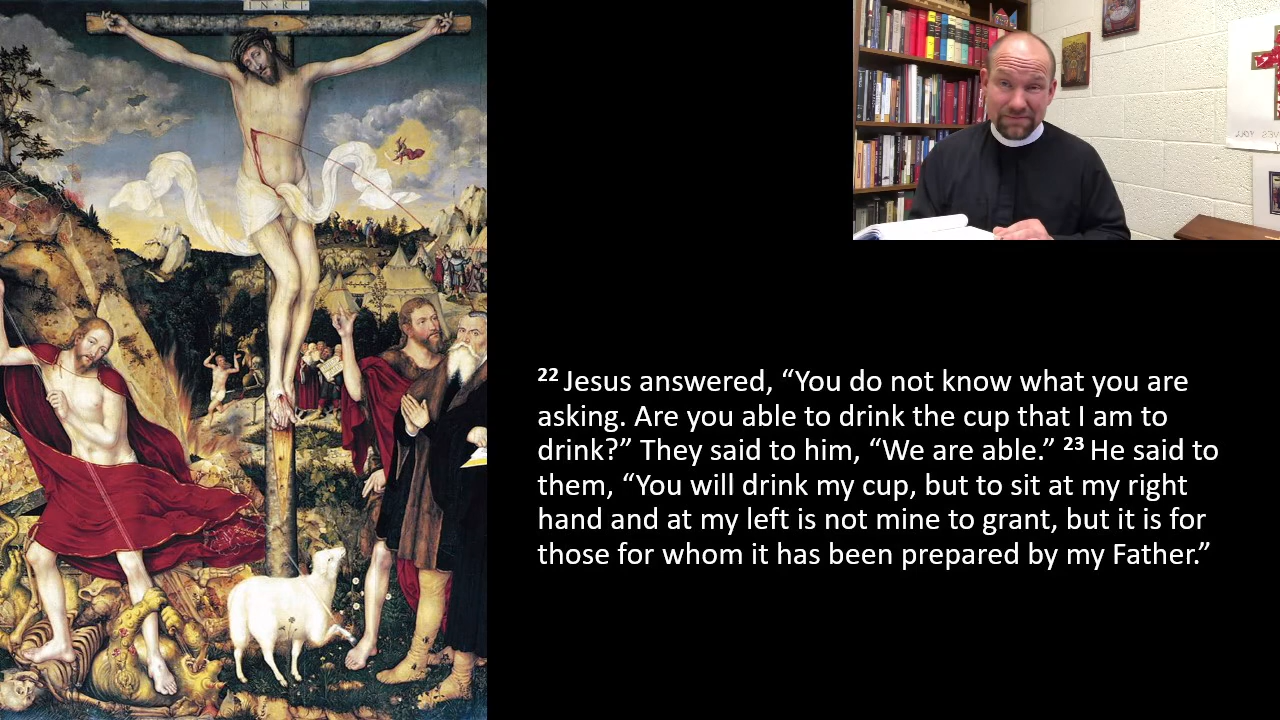 I N R I
²² Jesus answered, “You do not know what you are
asking. Are you able to drink the cup that I am to
drink?” They said to him, “We are able.” ²³ He said to
them, “You will drink my cup, but to sit at my right
hand and at my left is not mine to grant, but it is for
those for whom it has been prepared by my Father.”